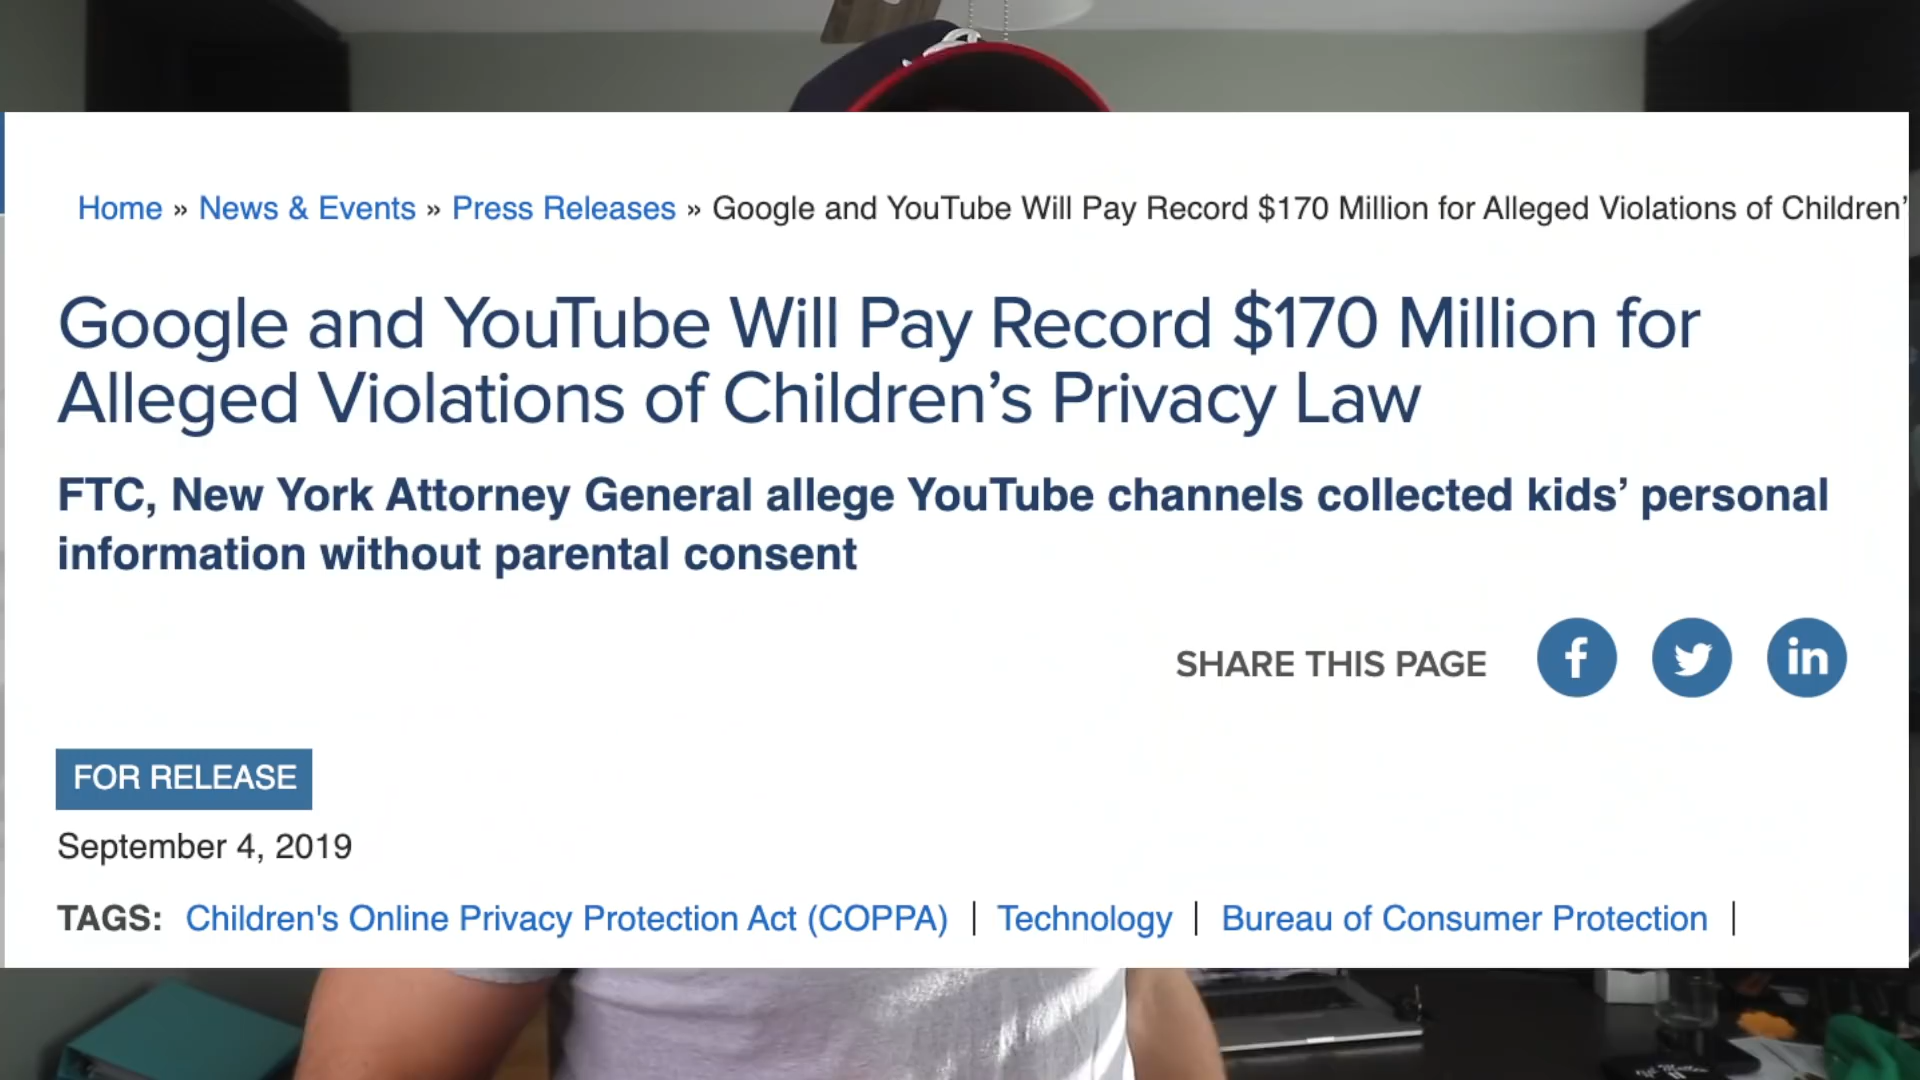 Home » News & Events » Press Releases » Google and YouTube Will Pay Record $170 Million for Alleged Violations of Children'
Google and YouTube Will Pay Record $170 Million for
Alleged Violations of Children’s Privacy Law
FTC, New York Attorney General allege YouTube channels collected kids’ personal
information without parental consent
SHARE THIS PAGE
FOR RELEASE
September 4, 2019
TAGS: Children's Online Privacy Protection Act (COPPA) | Technology | Bureau of Consumer Protection |